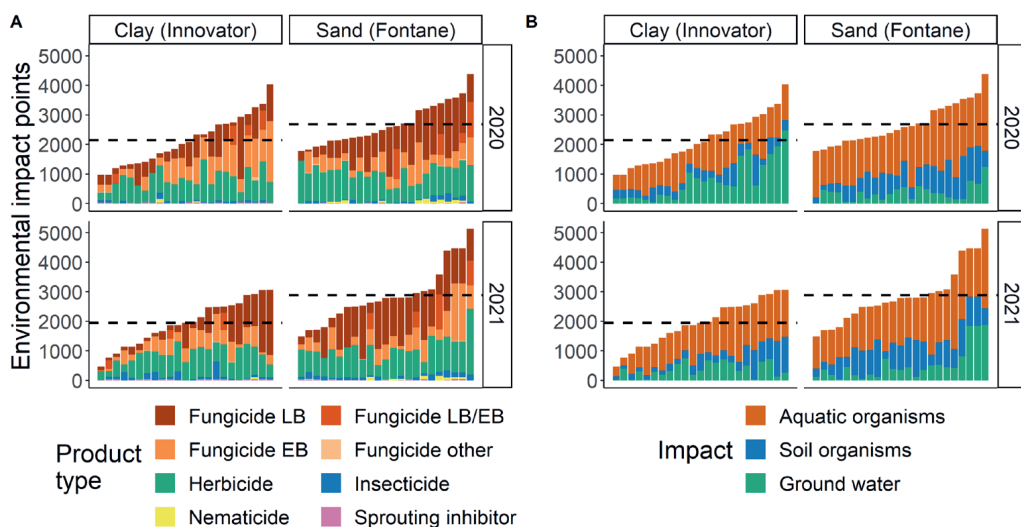 A
B
Clay (Innovator) Sand (Fontane)
Clay (Innovator) Sand (Fontane)
Environmental impact points
5000
4000
3000
2000
1000
0
2020
5000
4000
3000
2000
1000
0
2021
5000
4000
3000
2000
1000
0
2020
5000
4000
3000
2000
1000
0
2021
Product type
Fungicide LB
Fungicide EB
Herbicide
Nematicide
Fungicide LB/EB
Fungicide other
Insecticide
Sprouting inhibitor
Impact
Aquatic organisms
Soil organisms
Ground water